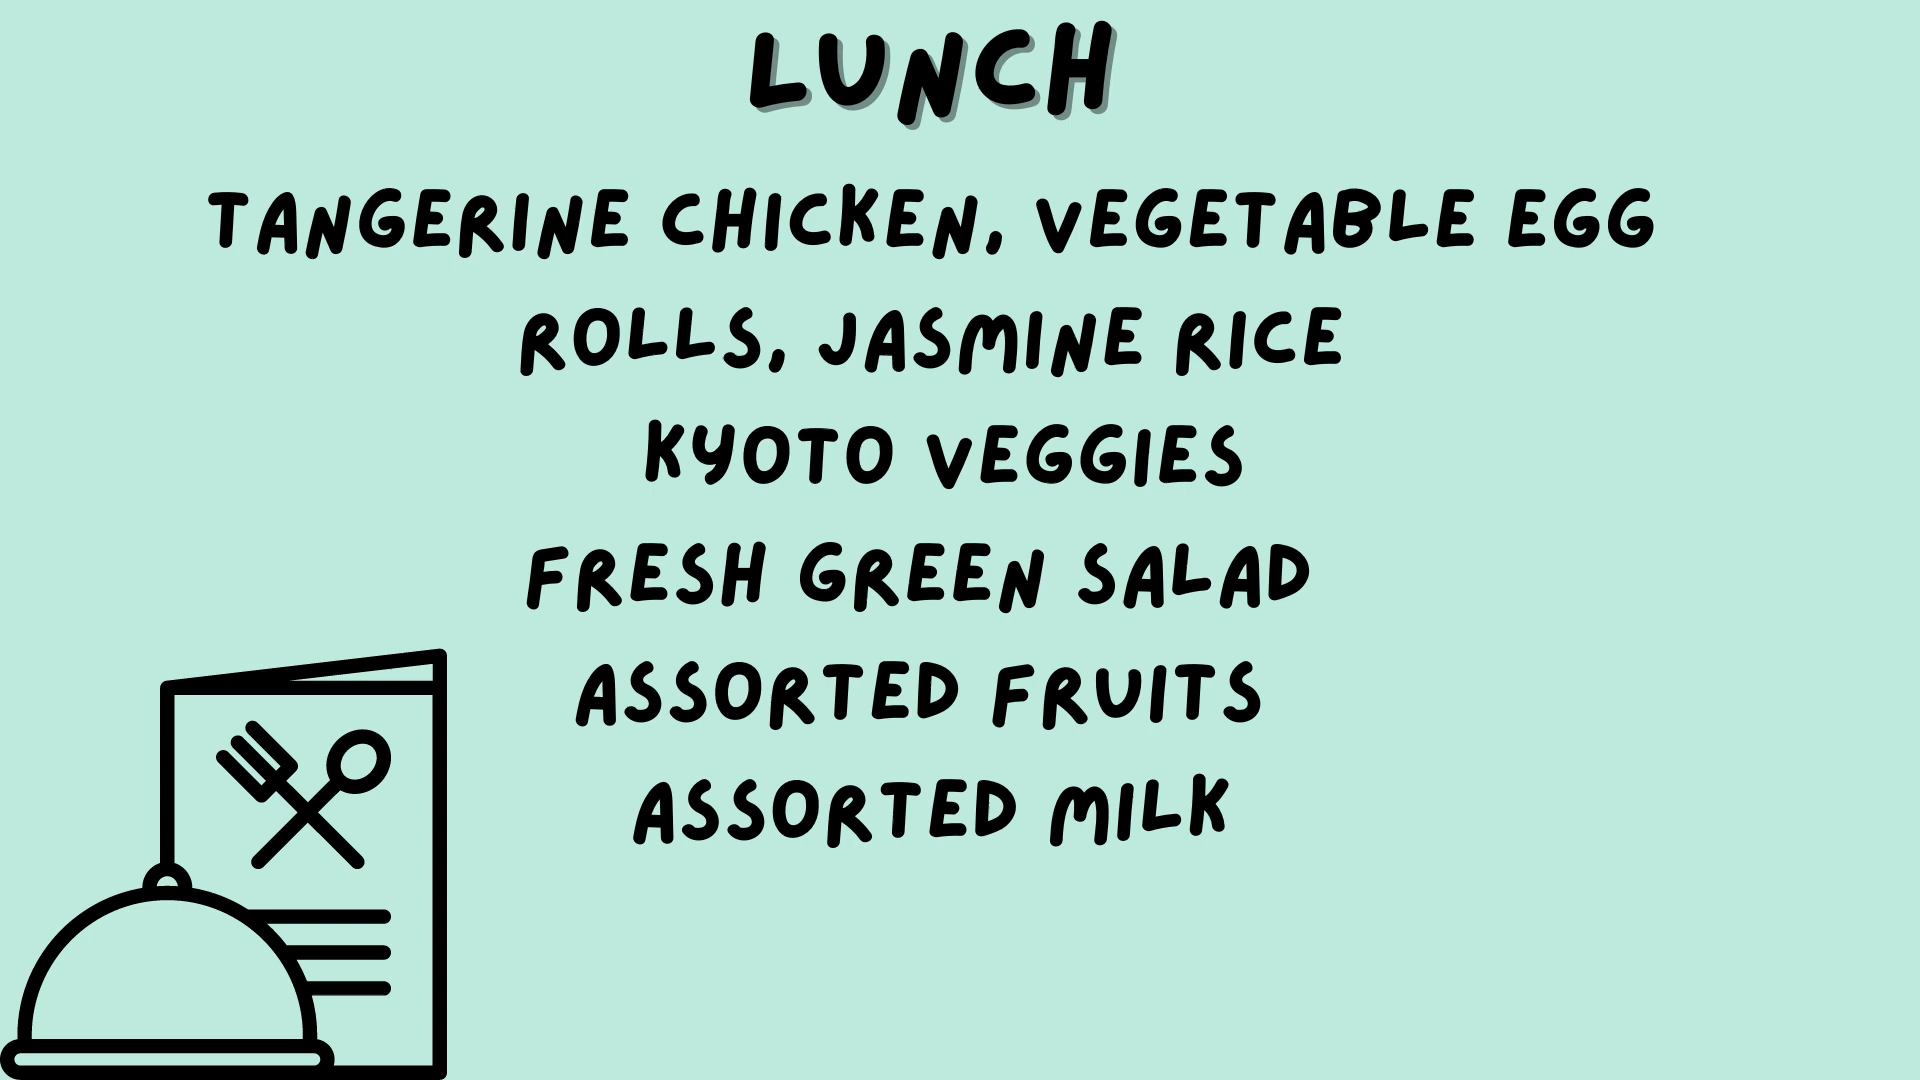 LUNCH
TANGERINE CHICKEN, VEGETABLE EGG
ROLLS, JASMINE RICE
KYOTO VEGGIES
FRESH GREEN SALAD
ASSORTED FRUITS
ASSORTED MILK